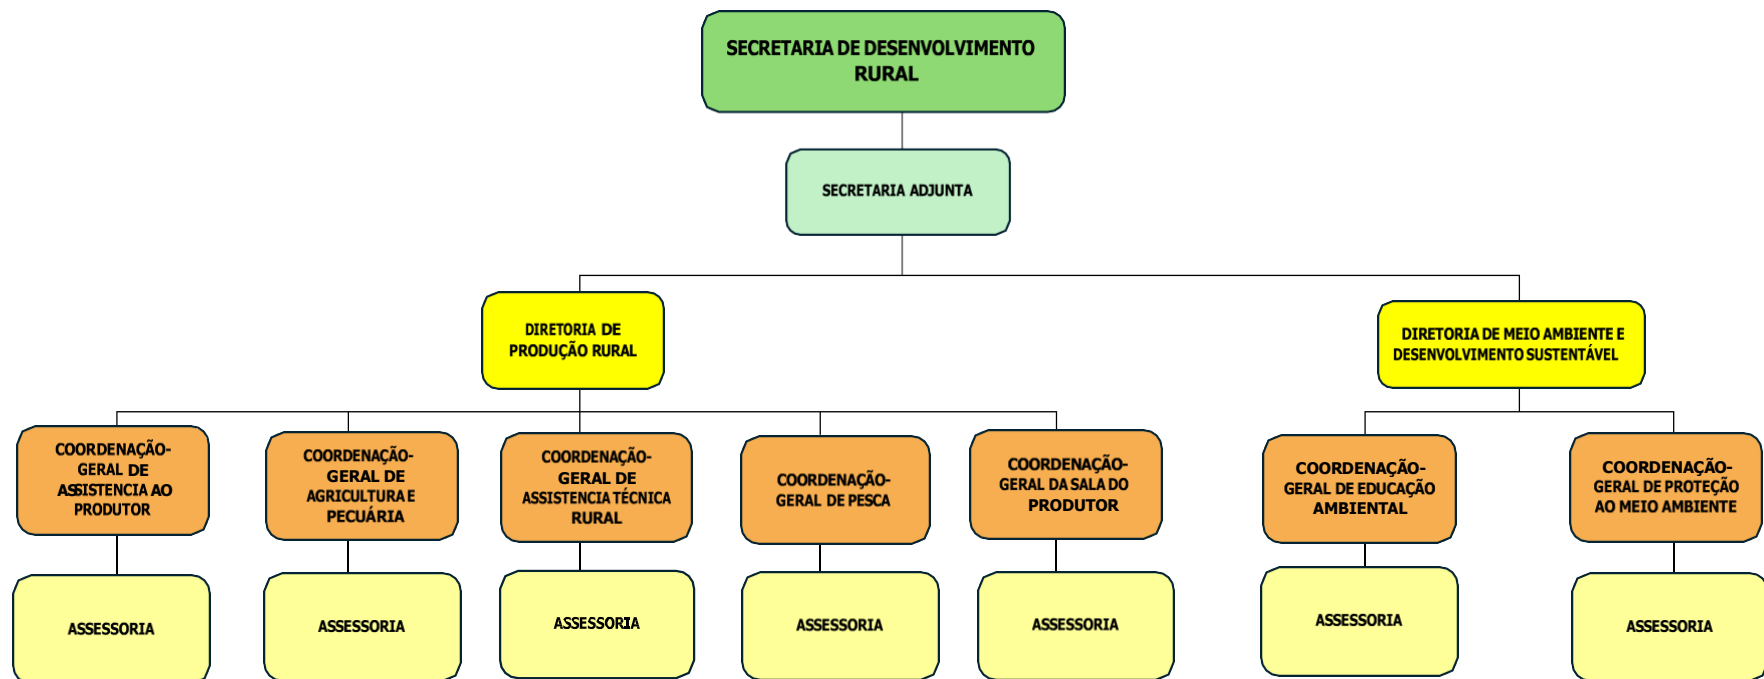 SECRETARIA DE DESENVOLVIMENTO
RURAL
SECRETARIA ADJUNTA
DIRETORIA DE
PRODUÇÃO RURAL
DIRETORIA DE MEIO AMBIENTE E
DESENVOLVIMENTO SUSTENTÁVEL
COORDENAÇÃO-
GERAL DE
ASSISTENCIA AO
PRODUTOR
COORDENAÇÃO-
GERAL DE
AGRICULTURA E
PECUÁRIA
COORDENAÇÃO-
GERAL DE
ASSISTENCIA TÉCNICA
RURAL
COORDENAÇÃO-
GERAL DE PESCA
COORDENAÇÃO-
GERAL DA SALA DO
PRODUTOR
COORDENAÇÃO-
GERAL DE EDUCAÇÃO
AMBIENTAL
COORDENAÇÃO-
GERAL DE PROTEÇÃO
AO MEIO AMBIENTE
ASSESSORIA
ASSESSORIA
ASSESSORIA
ASSESSORIA
ASSESSORIA
ASSESSORIA
ASSESSORIA